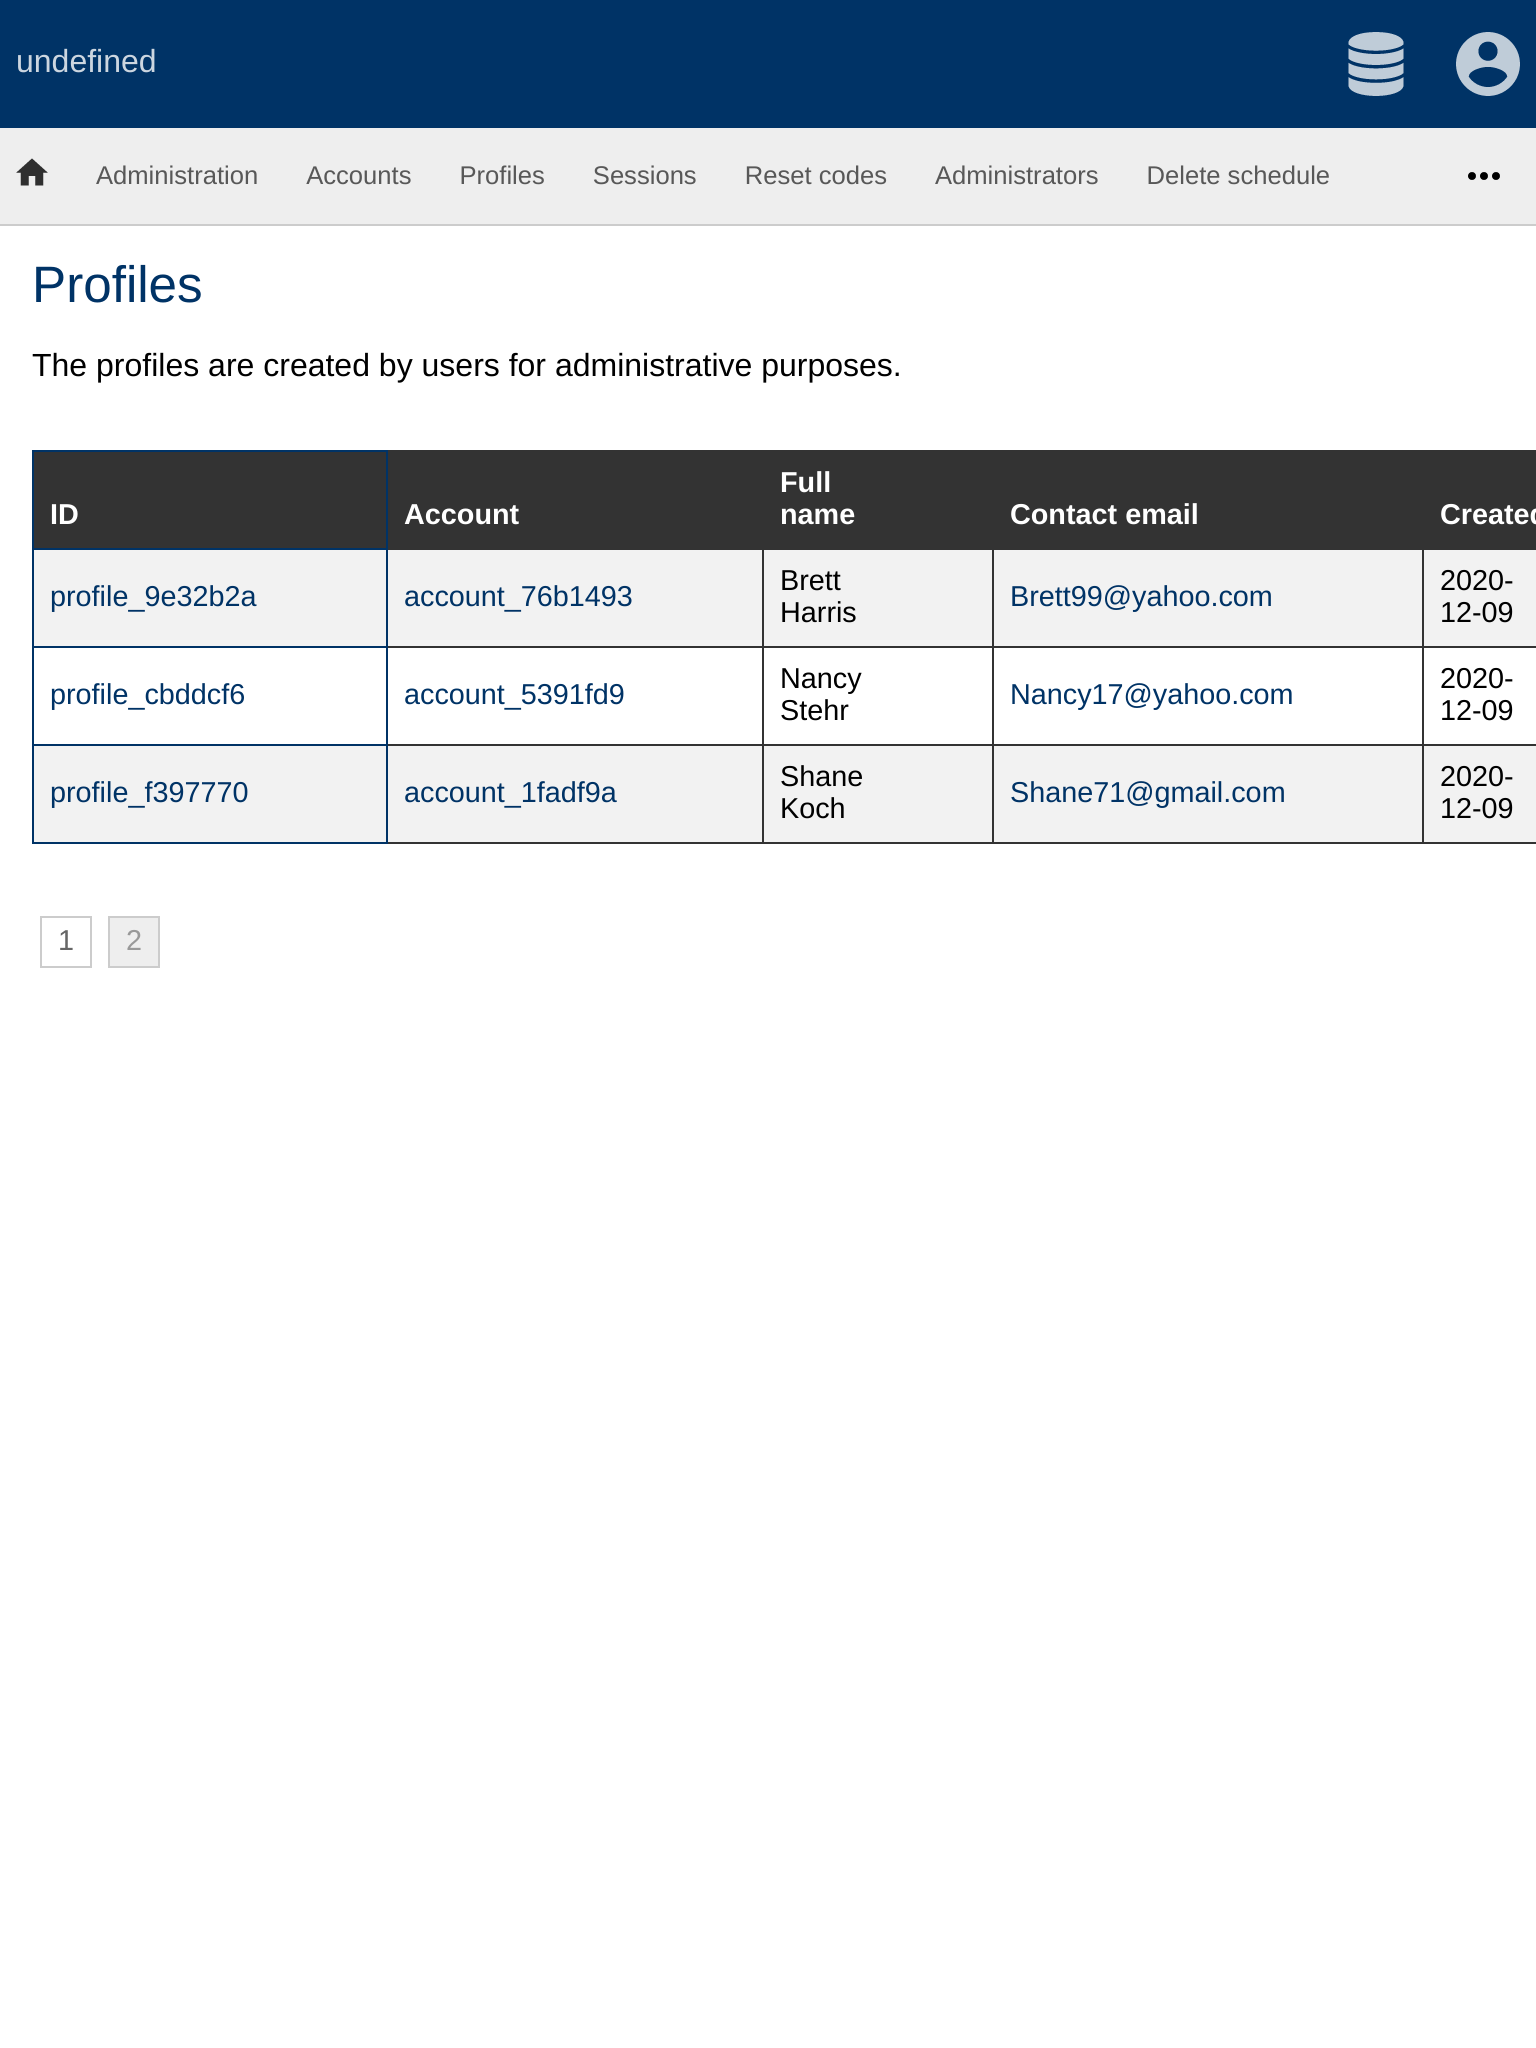 undefined
Administration Accounts Profiles Sessions Reset codes Administrators Delete schedule
Profiles
The profiles are created by users for administrative purposes.
ID Account Full name Contact email Created
profile_9e32b2a account_76b1493 Brett Harris Brett99@yahoo.com 2020-12-09
profile_cbddcf6 account_5391fd9 Nancy Stehr Nancy17@yahoo.com 2020-12-09
profile_f397770 account_1fadf9a Shane Koch Shane71@gmail.com 2020-12-09
1 2